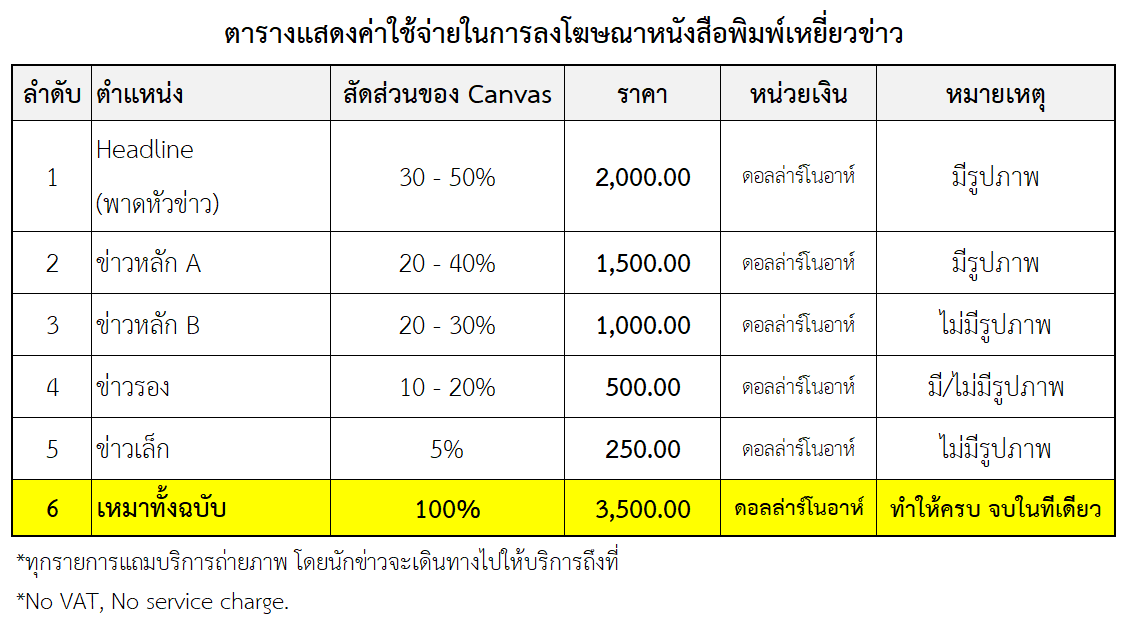 ตารางแสดงค่าใช้จ่ายในการลงโฆษณาหนังสือพิมพ์เหยี่ยวข่าว
ลำดับ ตำแหน่ง สัดส่วนของ Canvas ราคา หน่วยเงิน หมายเหตุ
1 Headline (พาดหัวข่าว) 30 - 50% 2,000.00 ดอลล่าร์โนอาห์ มีรูปภาพ
2 ข่าวหลัก A 20 - 40% 1,500.00 ดอลล่าร์โนอาห์ มีรูปภาพ
3 ข่าวหลัก B 20 - 30% 1,000.00 ดอลล่าร์โนอาห์ ไม่มีรูปภาพ
4 ข่าวรอง 10 - 20% 500.00 ดอลล่าร์โนอาห์ มี/ไม่มีรูปภาพ
5 ข่าวเล็ก 5% 250.00 ดอลล่าร์โนอาห์ ไม่มีรูปภาพ
6 เหมาทั้งฉบับ 100% 3,500.00 ดอลล่าร์โนอาห์ ทำให้ครบ จบในทีเดียว
*ทุกรายการแถมบริการถ่ายภาพ โดยนักข่าวจะเดินทางไปให้บริการถึงที่
*No VAT, No service charge.